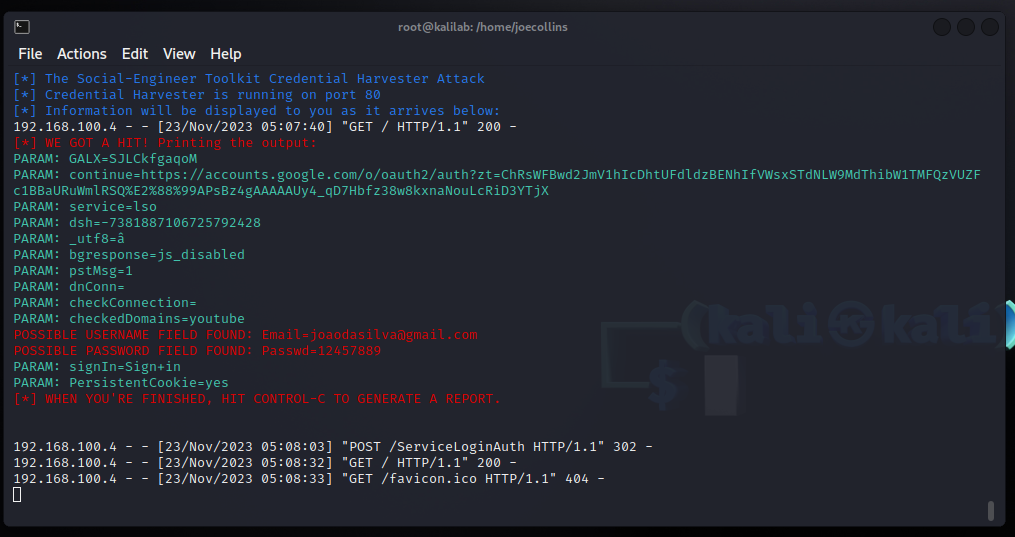 root@kalilab: /home/joecollins
File Actions Edit View Help
[*] The Social-Engineer Toolkit Credential Harvester Attack
[*] Credential Harvester is running on port 80
[*] Information will be displayed to you as it arrives below:
192.168.100.4 - - [23/Nov/2023 05:07:40] "GET / HTTP/1.1" 200 -
[*] WE GOT A HIT! Printing the output:
PARAM: GALX=SJLCkfgaqoM
PARAM: continue=https://accounts.google.com/o/oauth2/auth?zt=ChRsWFBwd2JmV1hIcDhtUFdldzBENhIfVWsxSTdNLW9MdThibW1TMFQzVUZF
c1BBaURuWmlRSQ%E2%88%99APsBz4gAAAAAUy4_qD7Hbfz38w8kxnaNouLcRiD3YTjX
PARAM: service=lso
PARAM: dsh=-7381887106725792428
PARAM: _utf8=â
PARAM: bgresponse=js_disabled
PARAM: pstMsg=1
PARAM: dnConn=
PARAM: checkConnection=
PARAM: checkedDomains=youtube
POSSIBLE USERNAME FIELD FOUND: Email=joaodasilva@gmail.com
POSSIBLE PASSWORD FIELD FOUND: Passwd=12457889
PARAM: signIn=Sign+in
PARAM: PersistentCookie=yes
[*] WHEN YOU'RE FINISHED, HIT CONTROL-C TO GENERATE A REPORT.
192.168.100.4 - - [23/Nov/2023 05:08:03] "POST /ServiceLoginAuth HTTP/1.1" 302 -
192.168.100.4 - - [23/Nov/2023 05:08:32] "GET / HTTP/1.1" 200 -
192.168.100.4 - - [23/Nov/2023 05:08:33] "GET /favicon.ico HTTP/1.1" 404 -
(kali㉿kali)
$